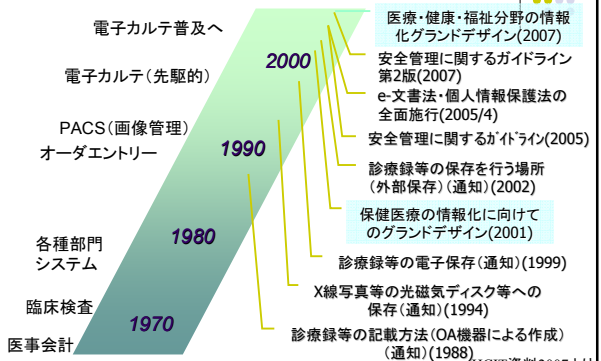 電子カルテ普及へ
電子カルテ（先駆的）
PACS（画像管理）
オーダエントリー
各種部門
システム
臨床検査
医事会計
2000
1990
1980
1970
医療・健康・福祉分野の情報
化グランドデザイン(2007)
安全管理に関するガイドライン
第2版(2007)
e-文書法・個人情報保護法の
全面施行(2005/4)
安全管理に関するｶﾞｲﾄﾞﾗｲﾝ(2005)
診療録等の保存を行う場所
（外部保存）（通知）(2002)
保健医療の情報化に向けて
のグランドデザイン(2001)
診療録等の電子保存（通知）(1999)
X線写真等の光磁気ディスク等への
保存（通知）(1994)
診療録等の記載方法（OA機器による作成）
（通知）(1988)